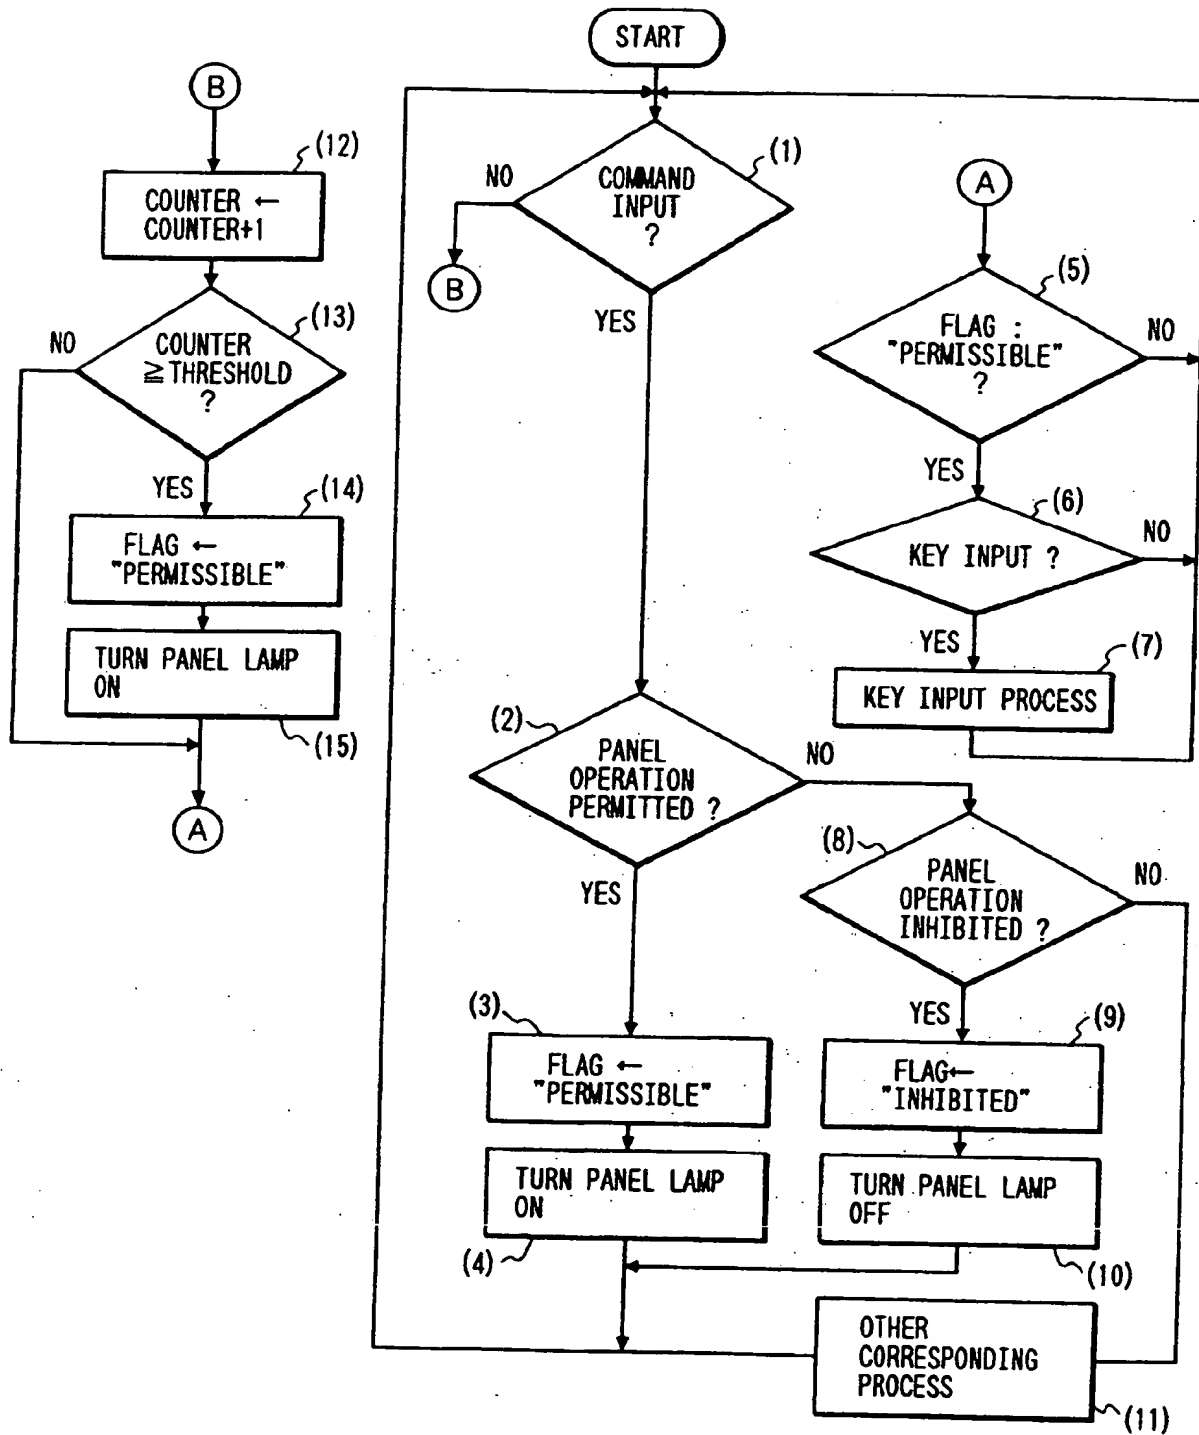 START
B
(12)
COUNTER ←
COUNTER+1
(13)
NO
COUNTER
≧THRESHOLD
?
YES
(14)
FLAG ←
"PERMISSIBLE"
TURN PANEL LAMP
ON
(15)
A
(1)
NO
COMMAND
INPUT
?
B
YES
A
(5)
FLAG :
"PERMISSIBLE"
?
NO
YES
(6)
KEY INPUT ?
NO
YES
(7)
KEY INPUT PROCESS
(2)
PANEL
OPERATION
PERMITTED ?
NO
YES
(8)
PANEL
OPERATION
INHIBITED ?
NO
YES
(3)
FLAG ←
"PERMISSIBLE"
TURN PANEL LAMP
ON
(4)
(9)
FLAG←
"INHIBITED"
TURN PANEL LAMP
OFF
(10)
OTHER
CORRESPONDING
PROCESS
(11)